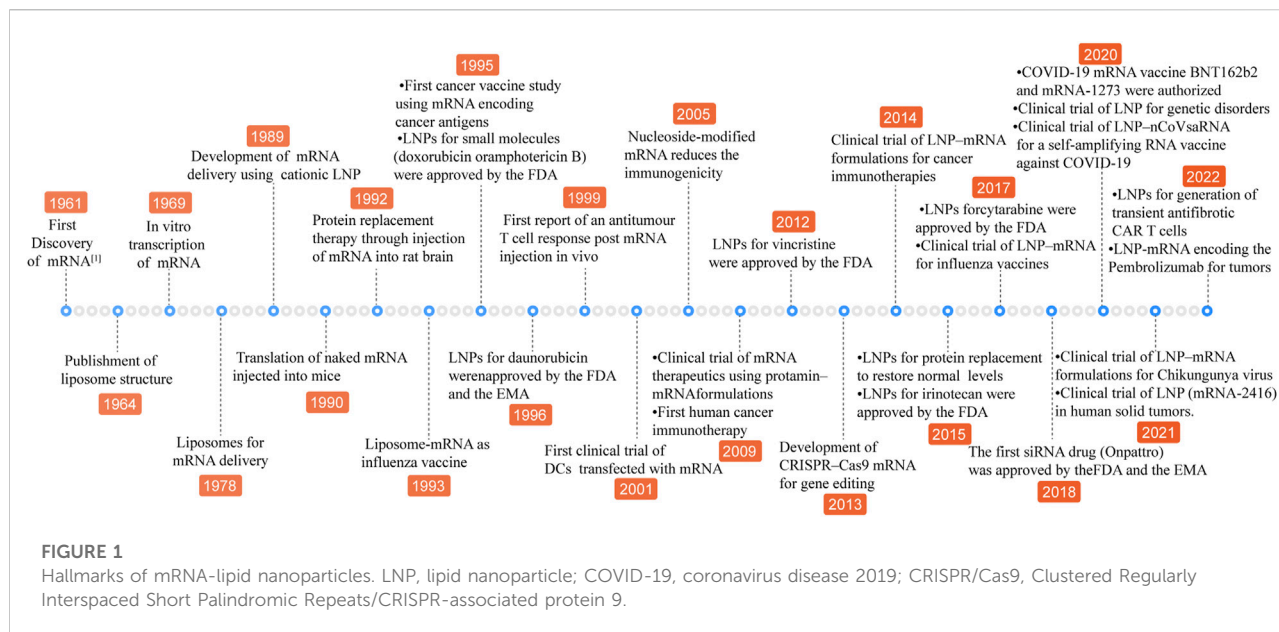 1961
First
Discovery
of mRNA[1]
Publishment of
liposome structure
1964
1969
In vitro
transcription
of mRNA
Liposomes for
mRNA delivery
1978
1989
Development of mRNA
delivery using cationic LNP
Translation of naked mRNA
injected into mice
1990
1992
Protein replacement
therapy through injection
of mRNA into rat brain
Liposome-mRNA as
influenza vaccine
1993
1995
•First cancer vaccine study
using mRNA encoding
cancer antigens
•LNPs for small molecules
(doxorubicin oramphotericin B)
were approved by the FDA
LNPs for daunorubicin
werenapproved by the FDA
and the EMA
1996
1999
First report of an antitumour
T cell response post mRNA
injection in vivo
First clinical trial of
DCs transfected with mRNA
2001
2005
Nucleoside-modified
mRNA reduces the
immunogenicity
•Clinical trial of mRNA
therapeutics using protamin–
mRNAformulations
•First human cancer
immunotherapy
2009
2012
LNPs for vincristine
were approved by the FDA
Development of
CRISPR–Cas9 mRNA
for gene editing
2013
2014
Clinical trial of LNP–mRNA
formulations for cancer
immunotherapies
•LNPs for protein replacement
to restore normal levels
•LNPs for irinotecan were
approved by the FDA
2015
2017
•LNPs forcytarabine were
approved by the FDA
•Clinical trial of LNP–mRNA
for influenza vaccines
The first siRNA drug (Onpattro)
was approved by theFDA and the EMA
2018
2020
•COVID-19 mRNA vaccine BNT162b2
and mRNA-1273 were authorized
•Clinical trial of LNP for genetic disorders
•Clinical trial of LNP–nCoVsaRNA
for a self-amplifying RNA vaccine
against COVID-19
•Clinical trial of LNP–mRNA
formulations for Chikungunya virus
•Clinical trial of LNP (mRNA-2416)
in human solid tumors.
2021
2022
•LNPs for generation of
transient antifibrotic
CAR T cells
•LNP-mRNA encoding the
Pembrolizumab for tumors
FIGURE 1
Hallmarks of mRNA-lipid nanoparticles. LNP, lipid nanoparticle; COVID-19, coronavirus disease 2019; CRISPR/Cas9, Clustered Regularly
Interspaced Short Palindromic Repeats/CRISPR-associated protein 9.